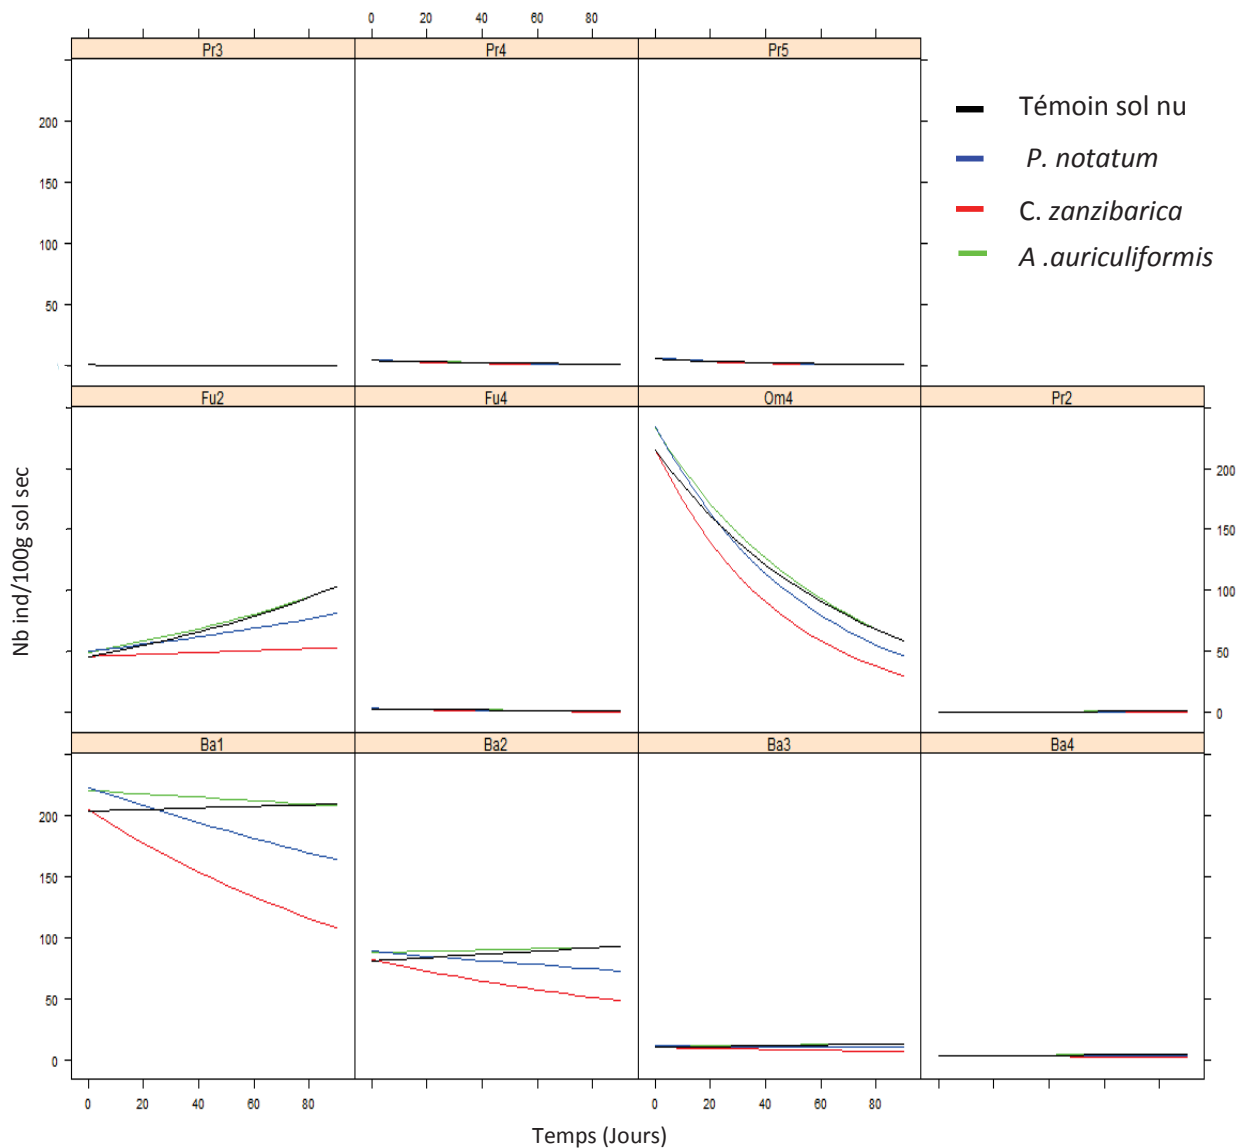 0 20 40 60 80
Pr3 Pr4 Pr5
200
150
100
50
Témoin sol nu
P. notatum
C. zanzibarica
A .auriculiformis
Fu2 Fu4 Om4 Pr2
200
150
100
50
0
Nb ind/100g sol sec
Ba1 Ba2 Ba3 Ba4
200
150
100
50
0
0 20 40 60 80 0 20 40 60 80
Temps (Jours)